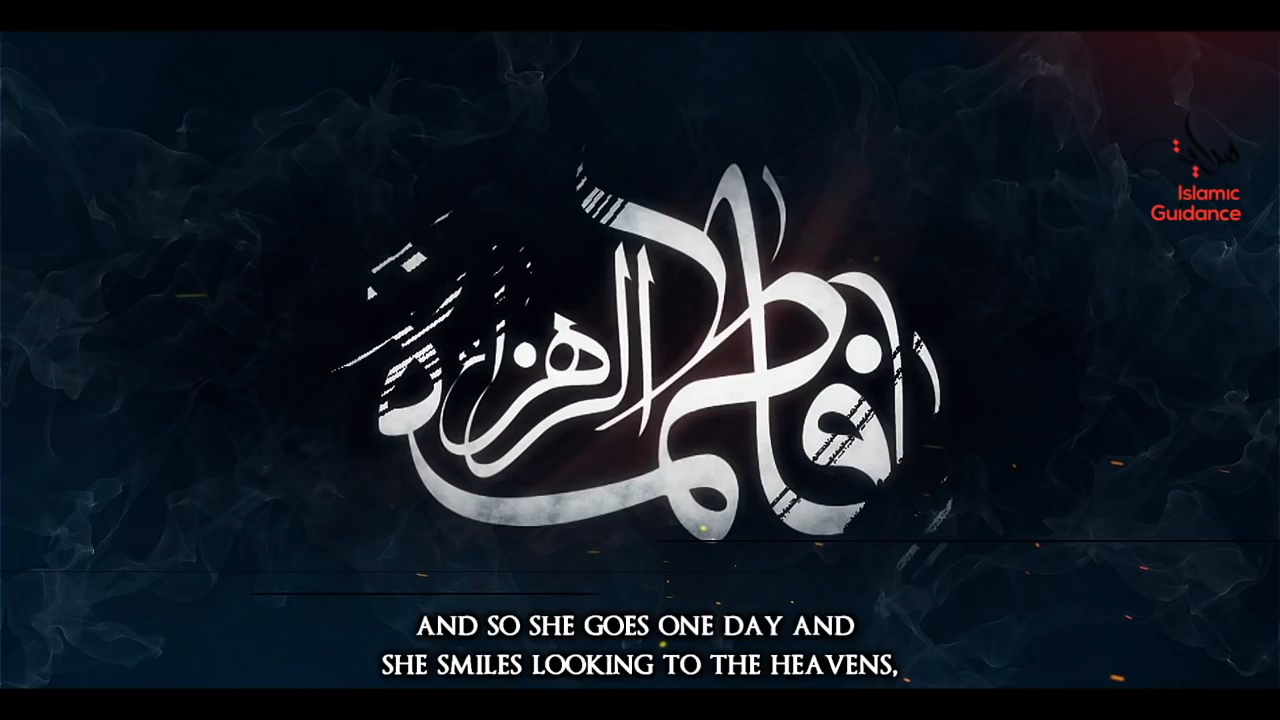 فاطمة الزهراء
Islamic
Guidance
AND SO SHE GOES ONE DAY AND
SHE SMILES LOOKING TO THE HEAVENS,